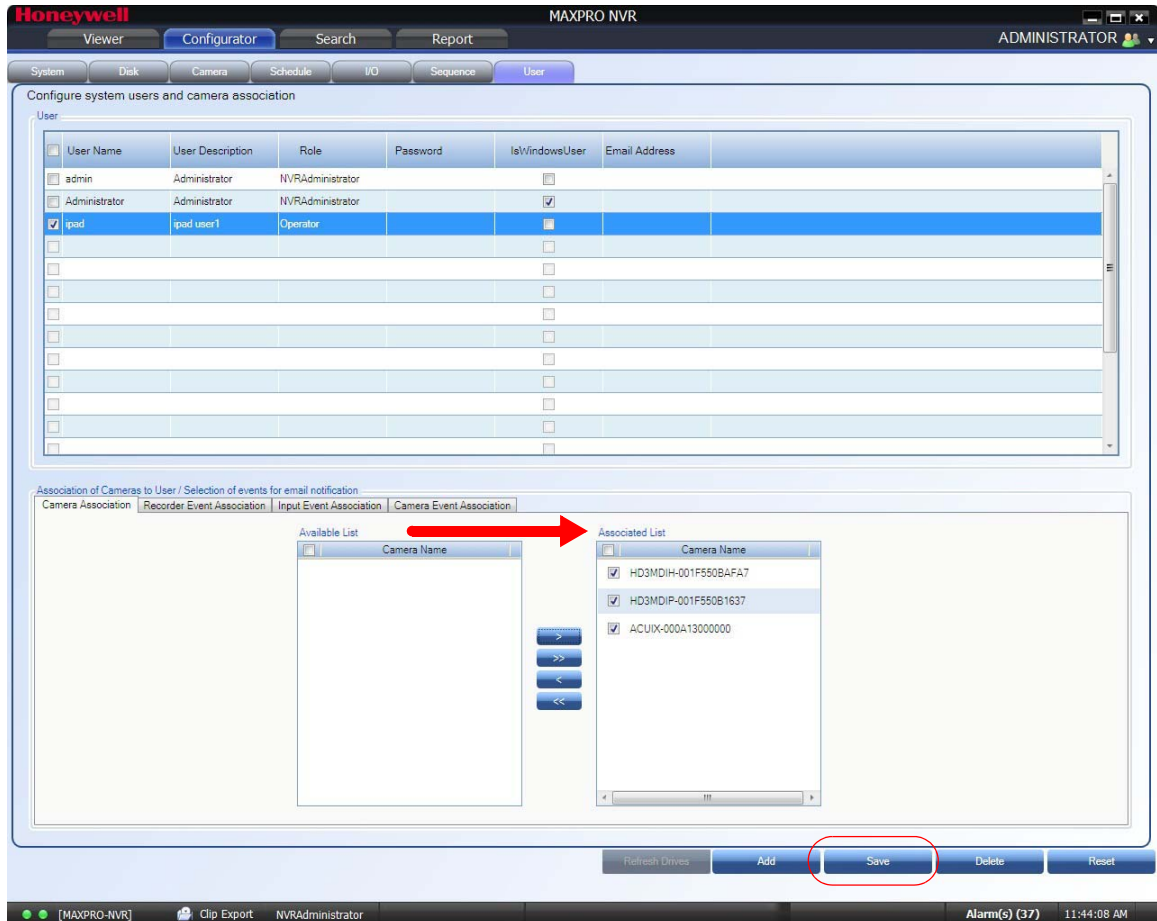 Honeywell MAXPRO NVR
Viewer Configurator Search Report ADMINISTRATOR
System Disk Camera Schedule I/O Sequence User
Configure system users and camera association
User
User Name User Description Role Password IsWindowsUser Email Address
admin Administrator NVRAdministrator
Administrator Administrator NVRAdministrator
ipad ipad user1 Operator
Association of Cameras to User / Selection of events for email notification
Camera Association Recorder Event Association Input Event Association Camera Event Association
Available List Associated List
Camera Name Camera Name
HD3MDIH-001F550BAFA7
HD3MDIP-001F550B1637
ACUIX-000A13000000
>
>>
<
<<
Refresh Drives Add Save Delete Reset
[MAXPRO-NVR] Clip Export NVRAdministrator Alarm(s) (37) 11:44:08 AM